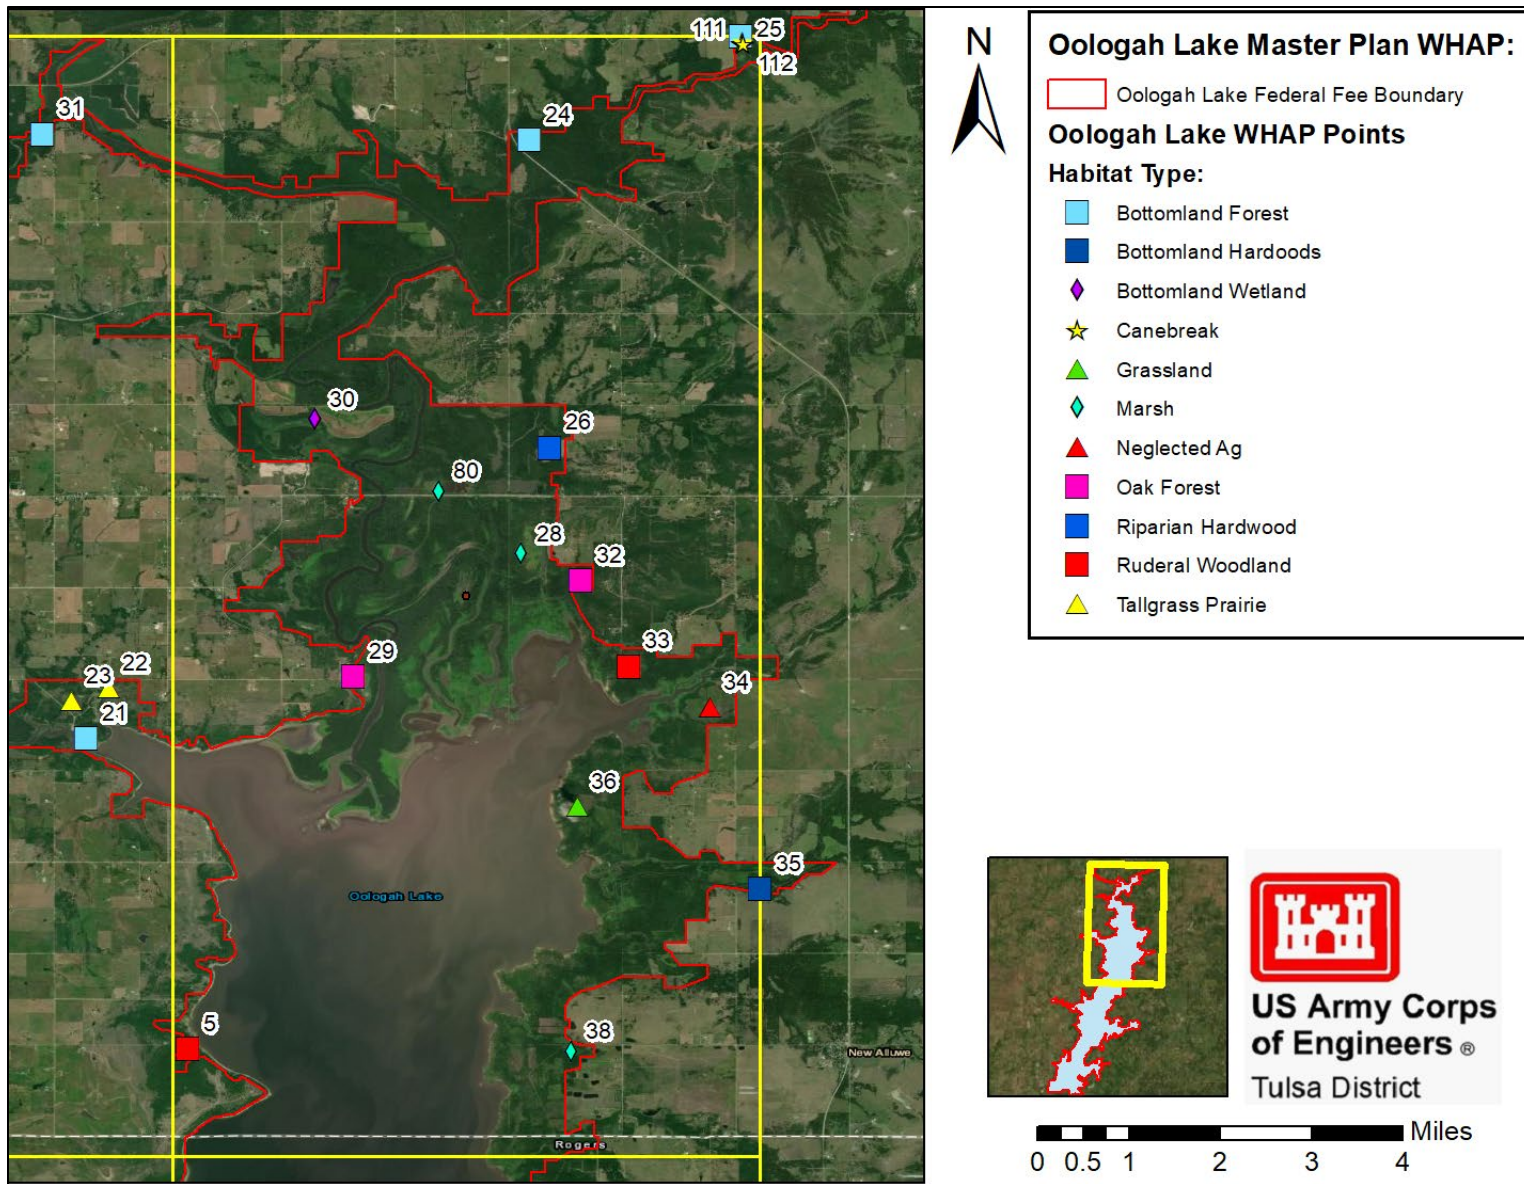 111
25
112
31
24
30
26
80
28
32
29
33
22
23
34
21
36
35
Oologah Lake
5
38
New Alluwe
Rogers
N
Oologah Lake Master Plan WHAP:
Oologah Lake Federal Fee Boundary
Oologah Lake WHAP Points
Habitat Type:
Bottomland Forest
Bottomland Hardoods
Bottomland Wetland
Canebreak
Grassland
Marsh
Neglected Ag
Oak Forest
Riparian Hardwood
Ruderal Woodland
Tallgrass Prairie
US Army Corps
of Engineers ®
Tulsa District
Miles
0 0.5 1 2 3 4